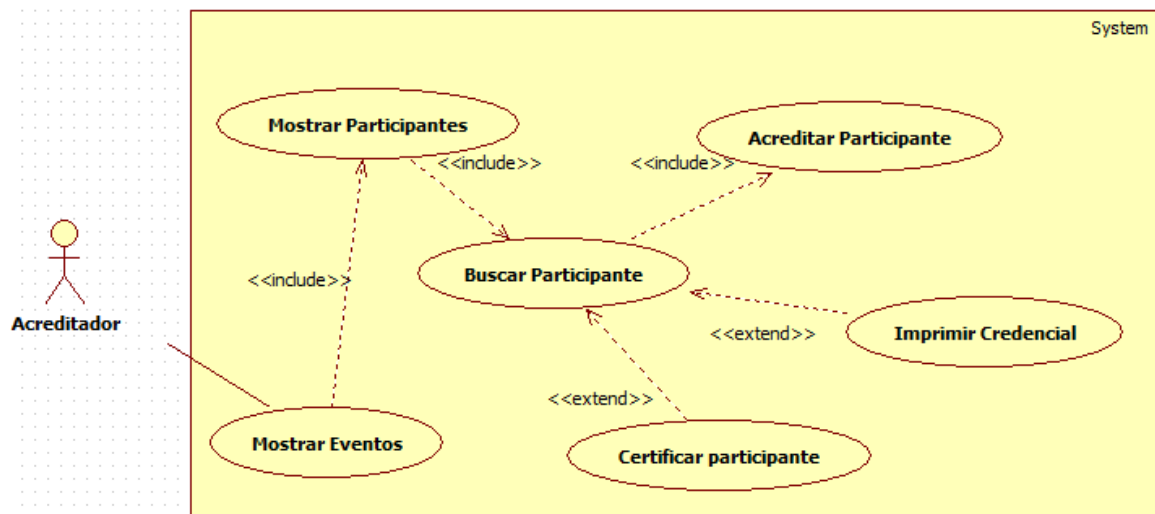 System
Mostrar Participantes
Acreditar Participante
<<include>>
<<include>>
Buscar Participante
<<include>>
Acreditador
<<extend>>
Imprimir Credencial
<<extend>>
Mostrar Eventos
Certificar participante